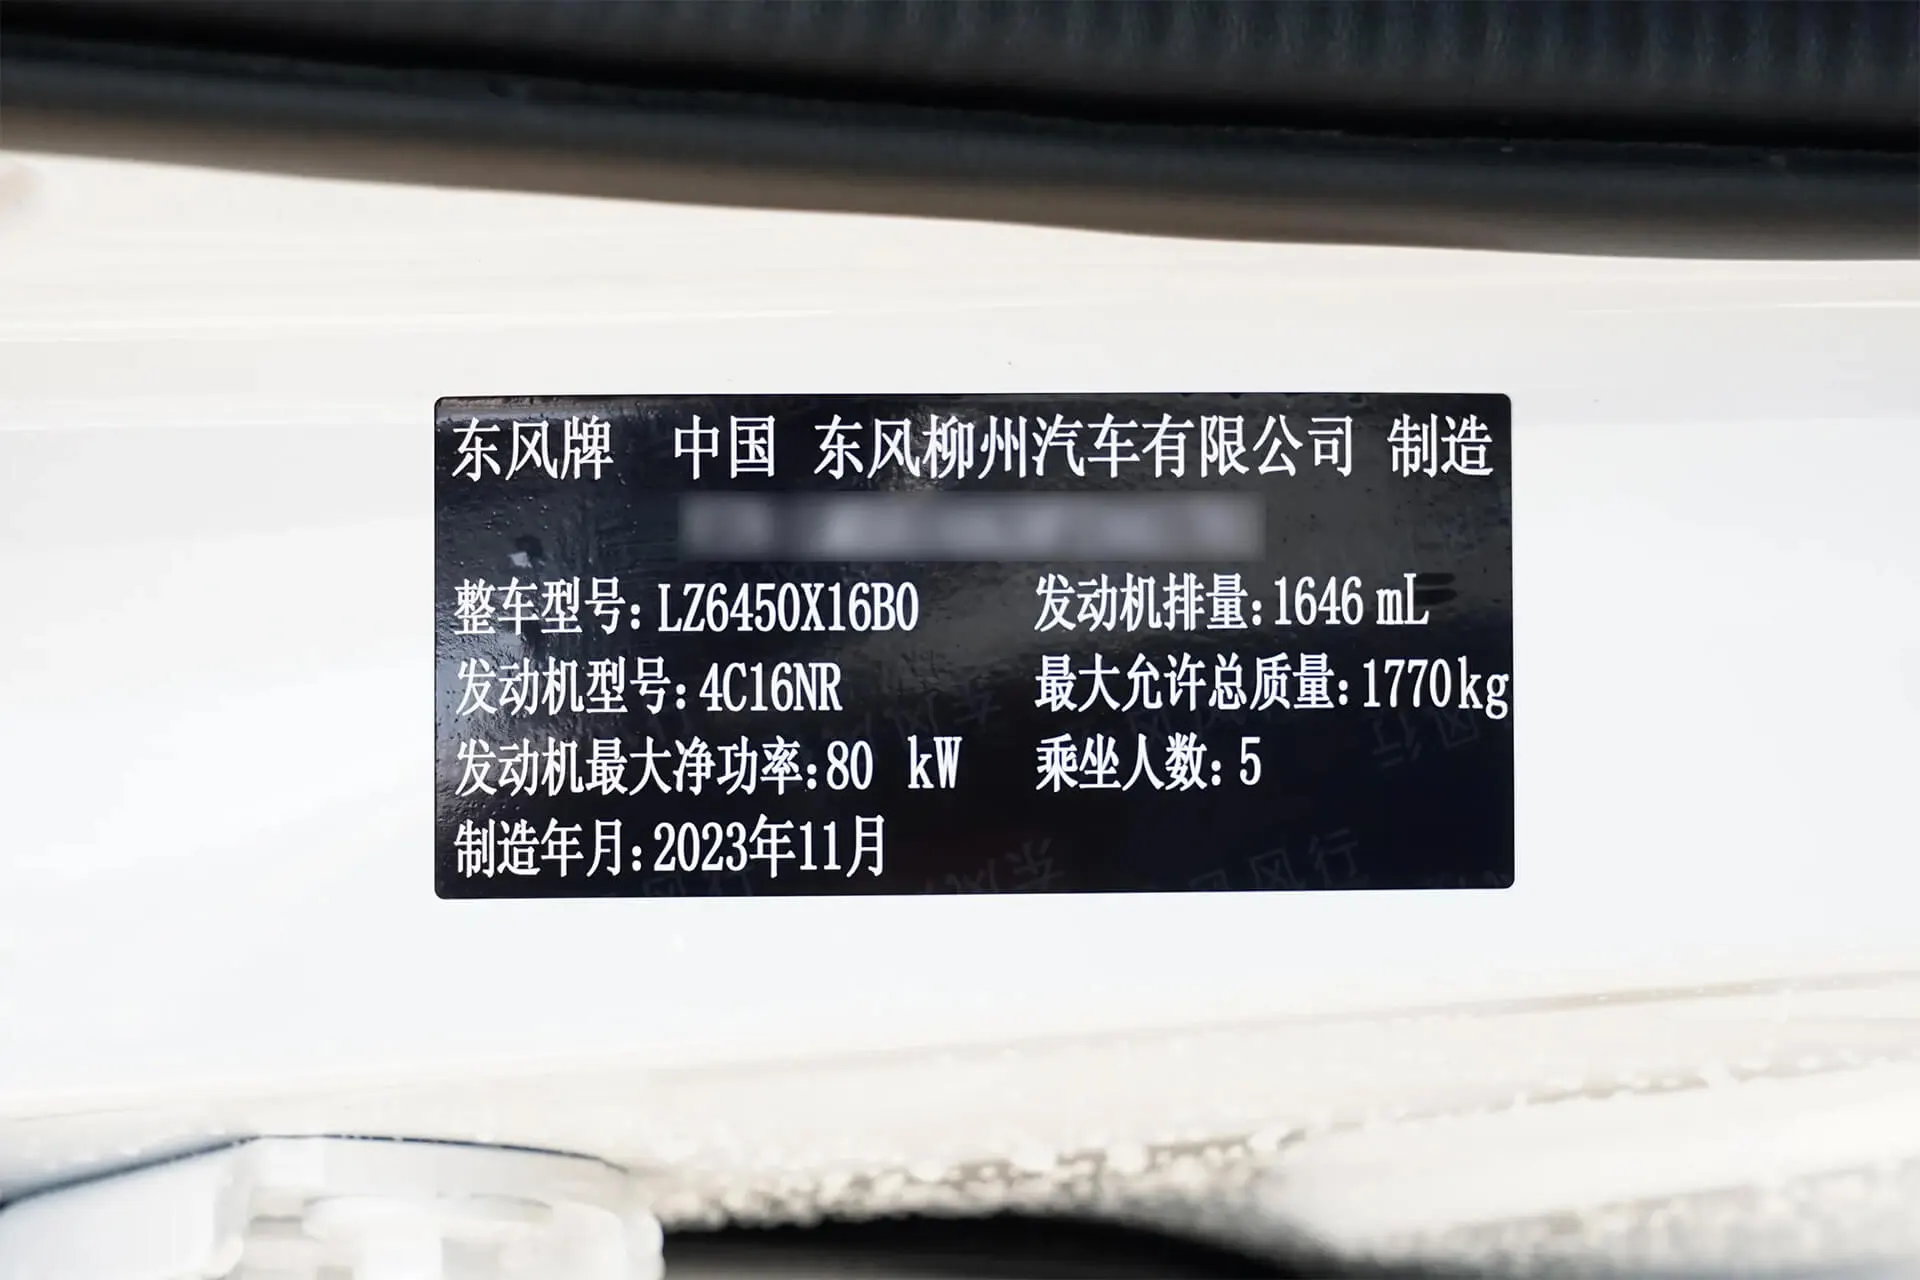 东风牌 中国 东风柳州汽车有限公司 制造
整车型号: LZ6450X16B0 发动机排量: 1646 mL
发动机型号: 4C16NR 最大允许总质量: 1770kg
发动机最大净功率: 80 kW 乘坐人数: 5
制造年月: 2023年11月